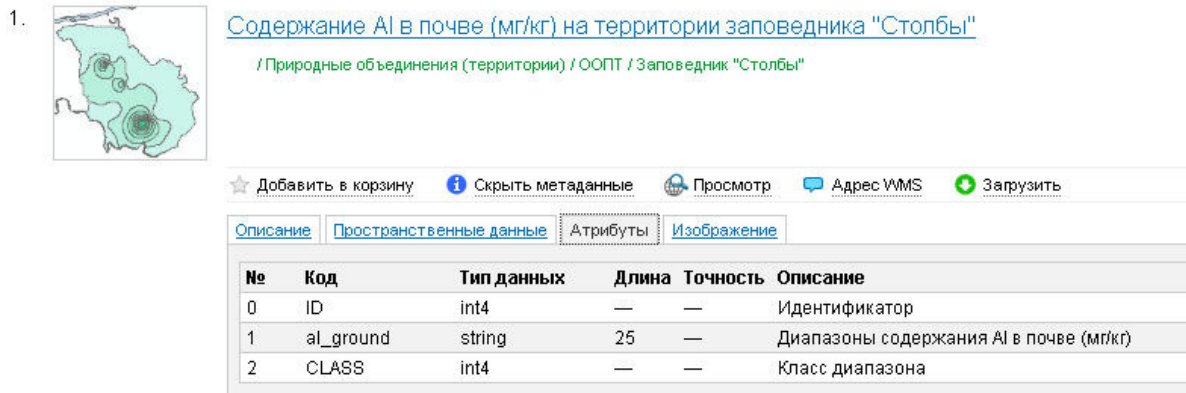 1. Содержание Al в почве (мг/кг) на территории заповедника "Столбы"
/ Природные объединения (территории) / ООПТ / Заповедник "Столбы"
Добавить в корзину Скрыть метаданные Просмотр Адрес WMS Загрузить
Описание Пространственные данные Атрибуты Изображение
№ Код Тип данных Длина Точность Описание
0 ID int4 — — Идентификатор
1 al_ground string 25 — Диапазоны содержания Al в почве (мг/кг)
2 CLASS int4 — — Класс диапазона